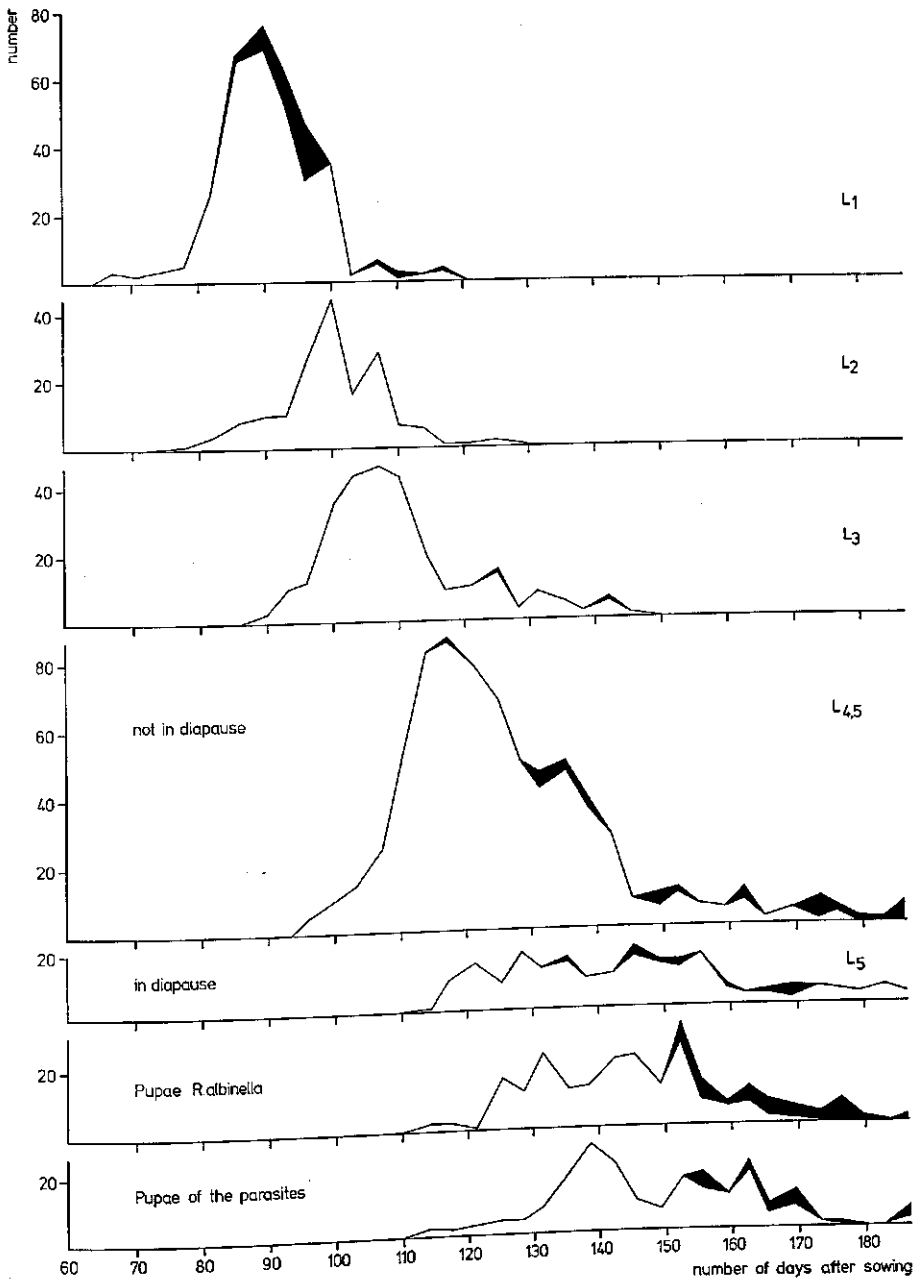 number
80
60
40
20
L1
40
20
L2
40
20
L3
80
60
40
20
not in diapause
L4,5
20
in diapause
L5
20
Pupae R.albinella
20
Pupae of the parasites
60 70 80 90 100 110 120 130 140 150 160 170 180
number of days after sowing